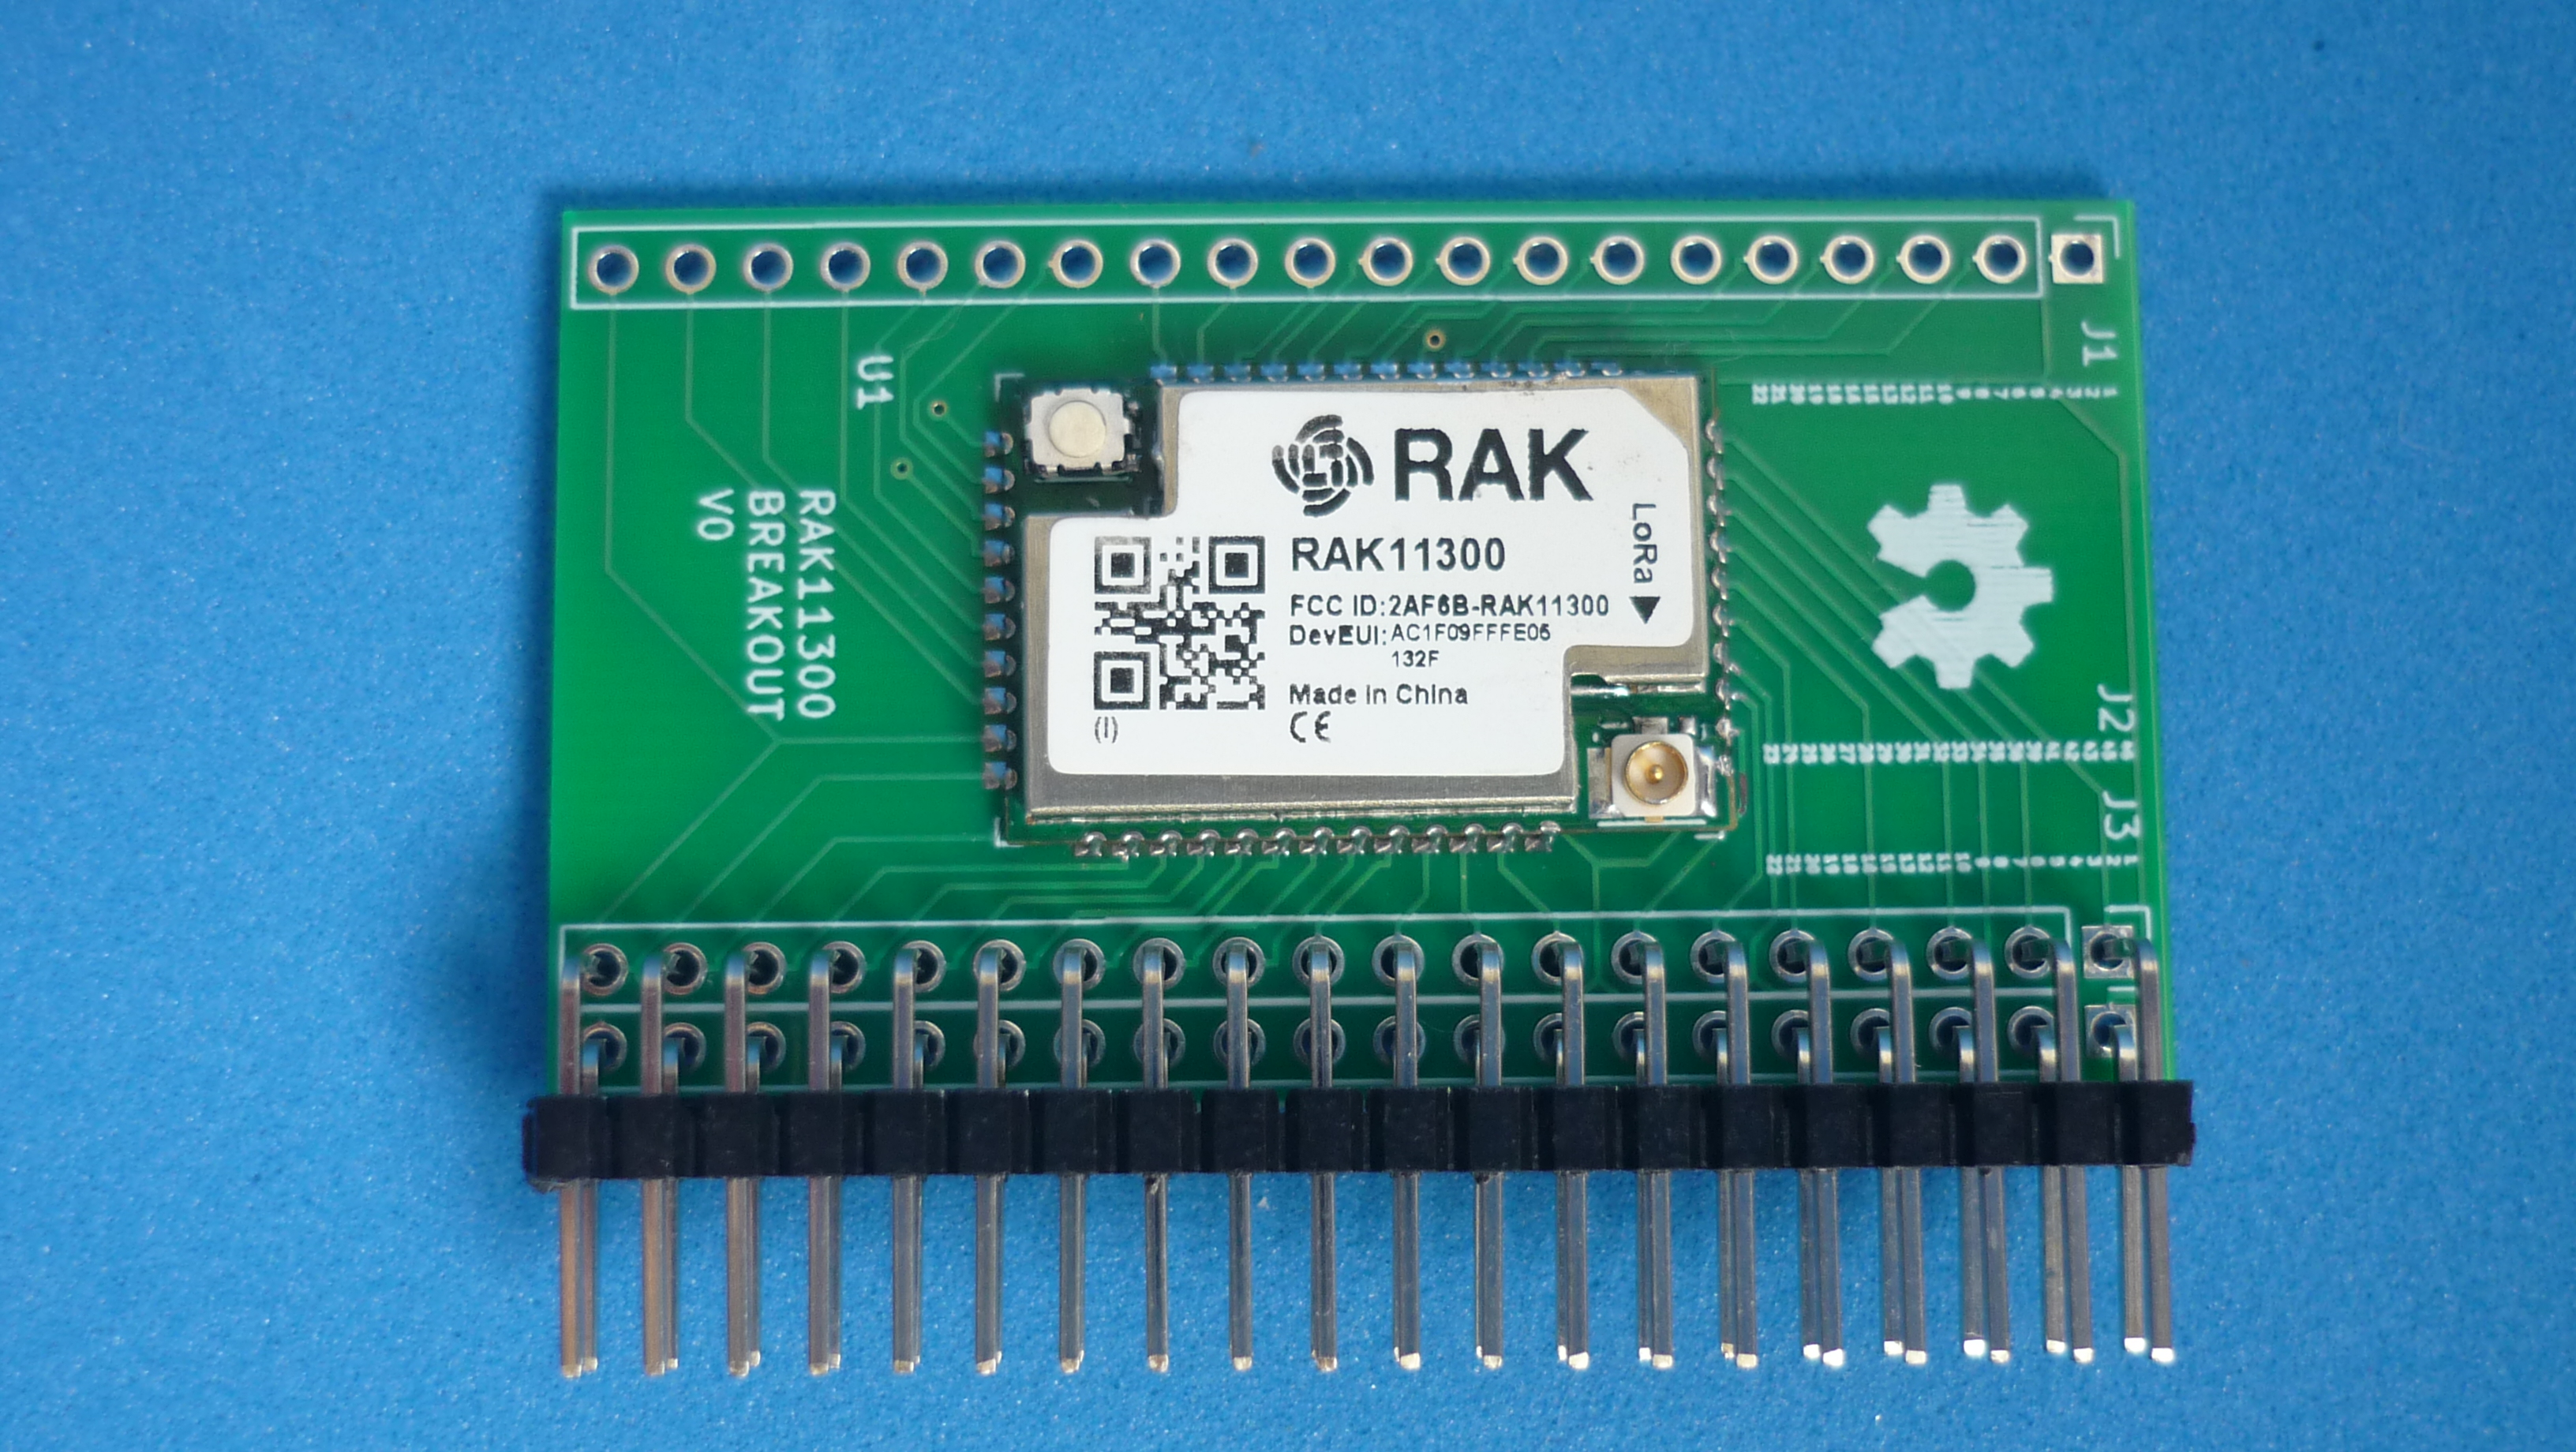 J1
U1
RAK
LoRa
RAK11300
RAK11300
BREAKOUT
V0
FCC ID:2AF6B-RAK11300
DevEUI:AC1F09FFFE06
132F
Made in China
(I)
CE
J2
J3